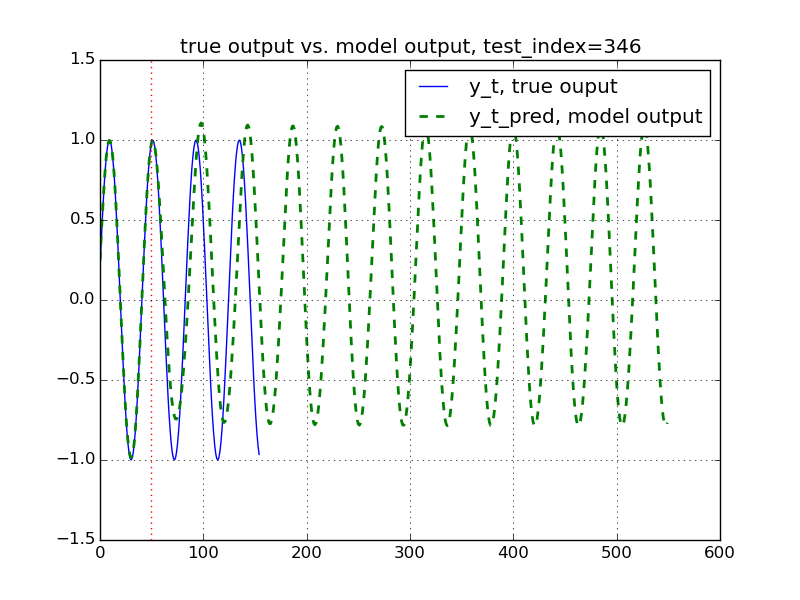 true output vs. model output, test_index=346
y_t, true ouput
y_t_pred, model output
1.5
1.0
0.5
0.0
−0.5
−1.0
−1.5
0 100 200 300 400 500 600